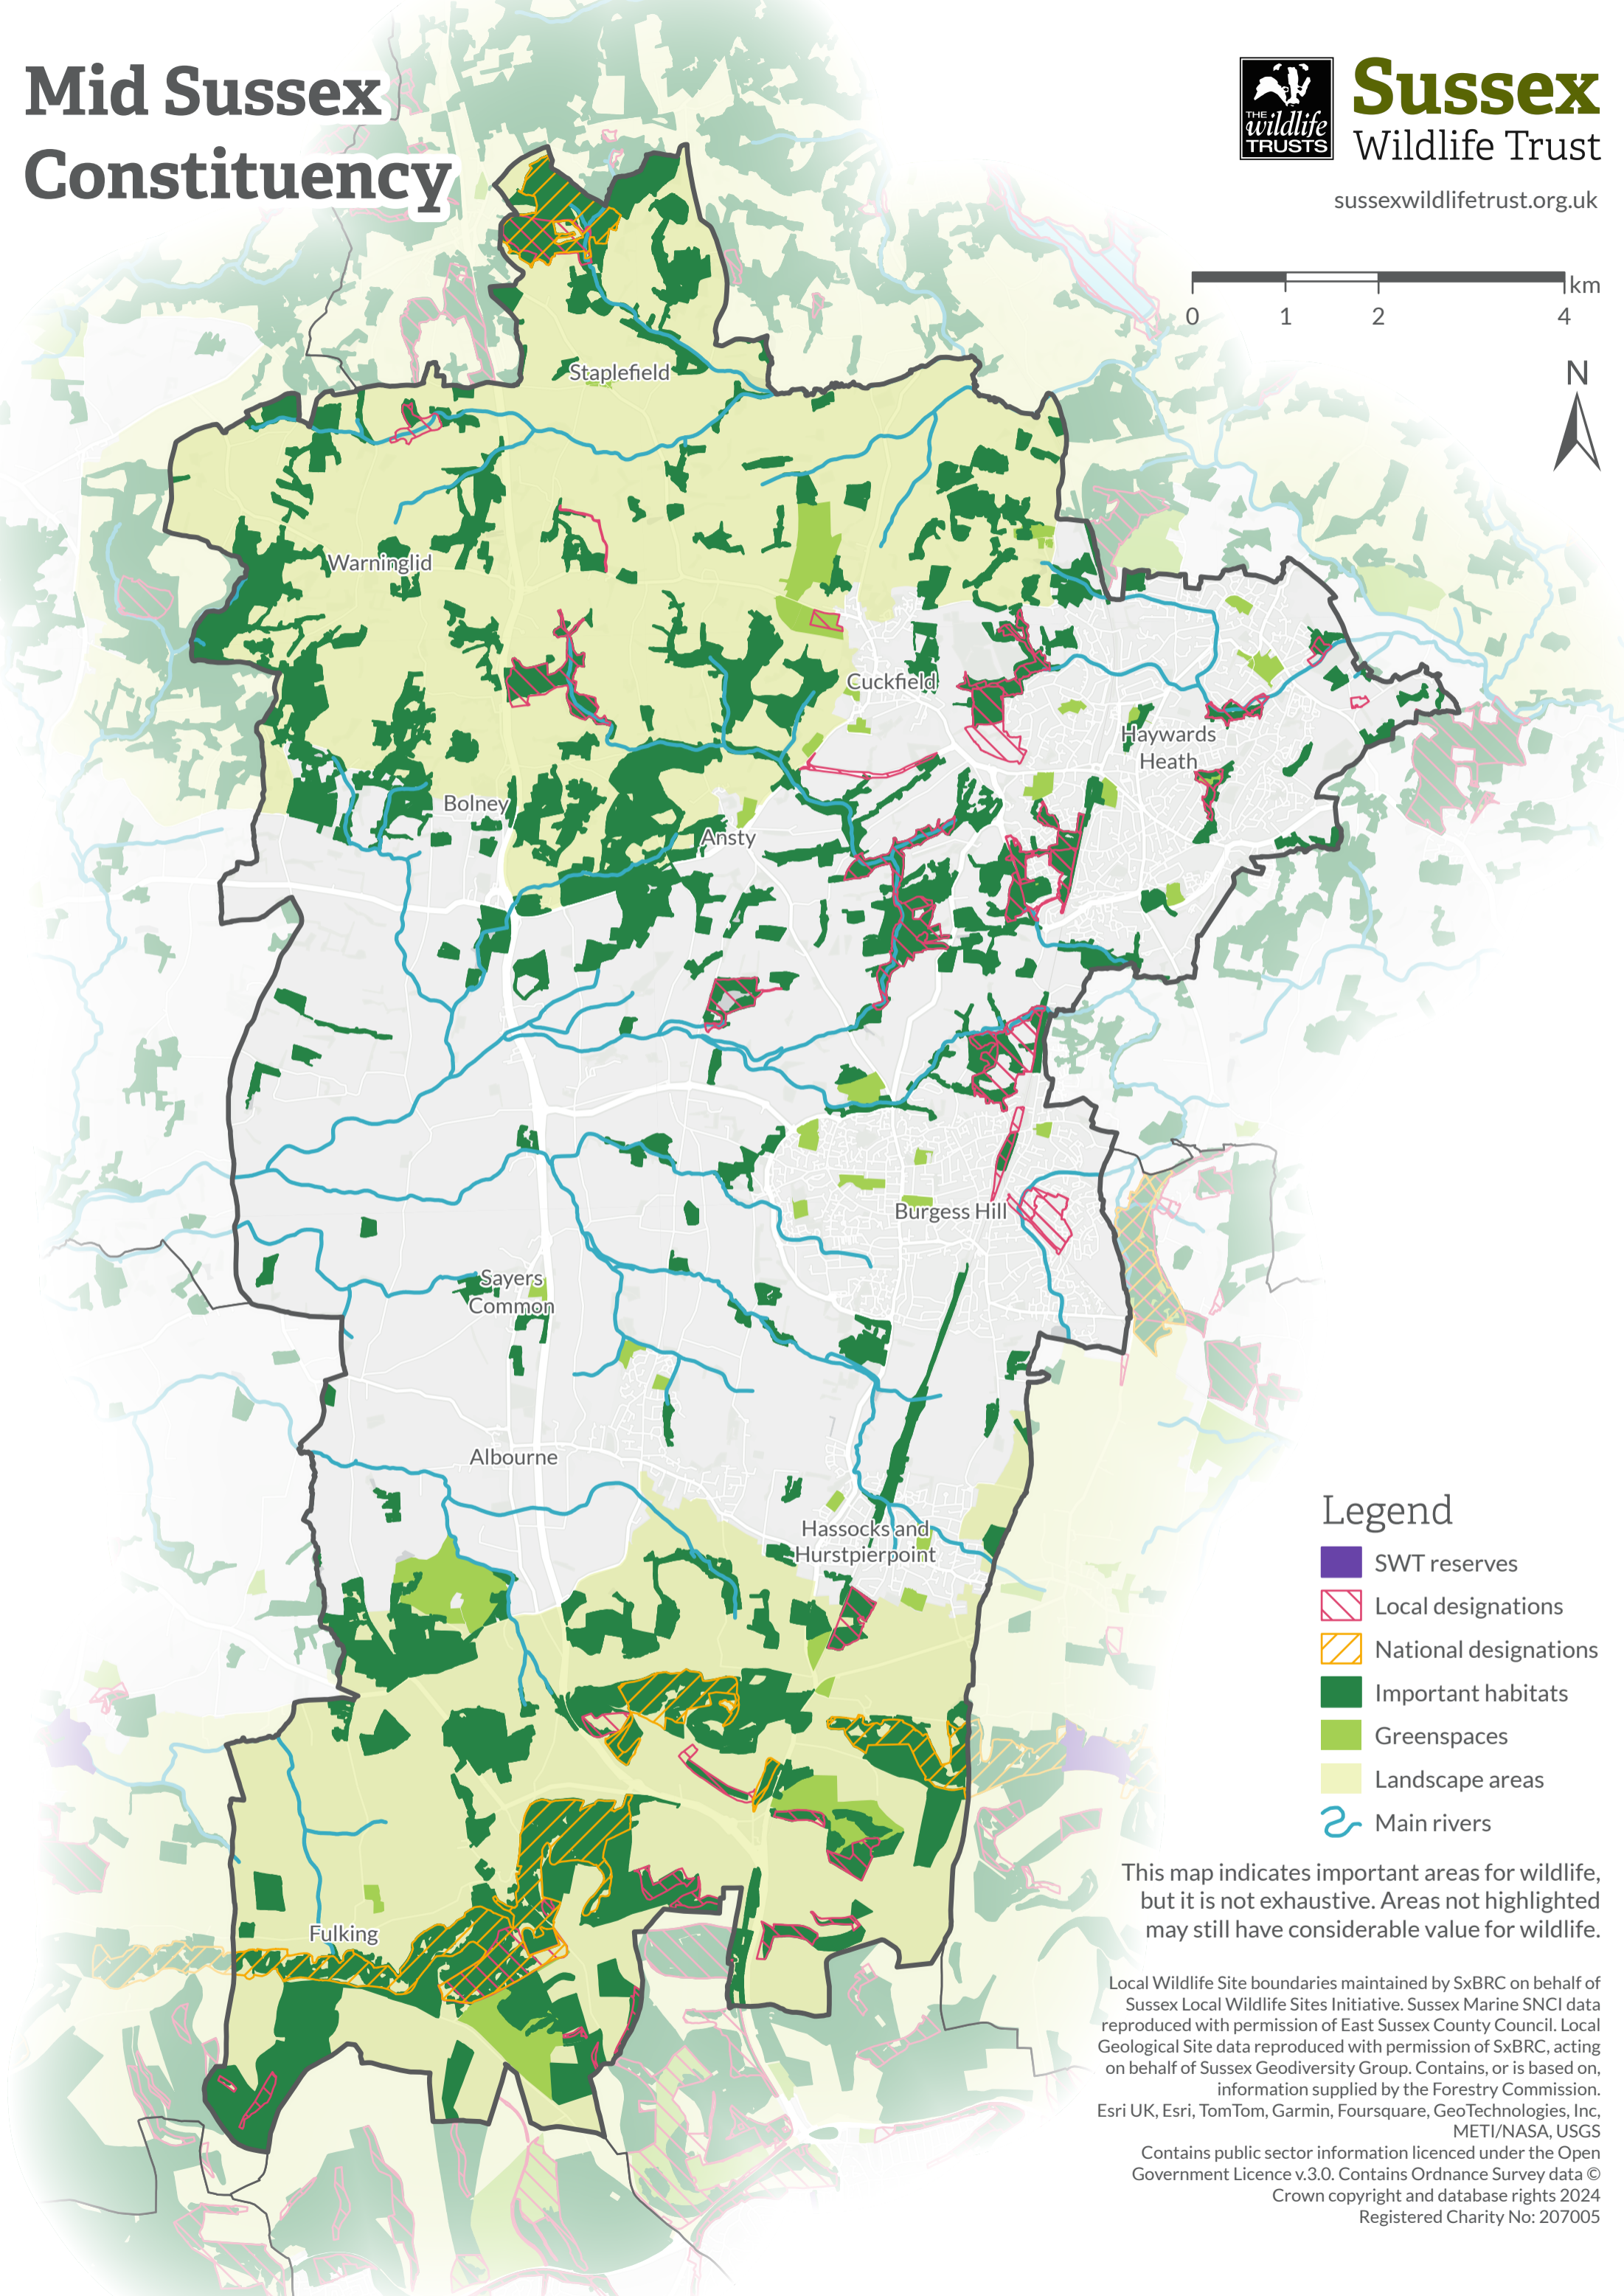 Mid Sussex
Constituency
THE
wildlife
TRUSTS
Sussex
Wildlife Trust
sussexwildlifetrust.org.uk
km
0 1 2 4
N
Staplefield
Warninglid
Cuckfield
Haywards
Heath
Bolney
Ansty
Burgess Hill
Sayers
Common
Albourne
Hassocks and
Hurstpierpoint
Fulking
Legend
SWT reserves
Local designations
National designations
Important habitats
Greenspaces
Landscape areas
Main rivers
This map indicates important areas for wildlife,
but it is not exhaustive. Areas not highlighted
may still have considerable value for wildlife.
Local Wildlife Site boundaries maintained by SxBRC on behalf of
Sussex Local Wildlife Sites Initiative. Sussex Marine SNCI data
reproduced with permission of East Sussex County Council. Local
Geological Site data reproduced with permission of SxBRC, acting
on behalf of Sussex Geodiversity Group. Contains, or is based on,
information supplied by the Forestry Commission.
Esri UK, Esri, TomTom, Garmin, Foursquare, GeoTechnologies, Inc,
METI/NASA, USGS
Contains public sector information licenced under the Open
Government Licence v.3.0. Contains Ordnance Survey data ©
Crown copyright and database rights 2024
Registered Charity No: 207005